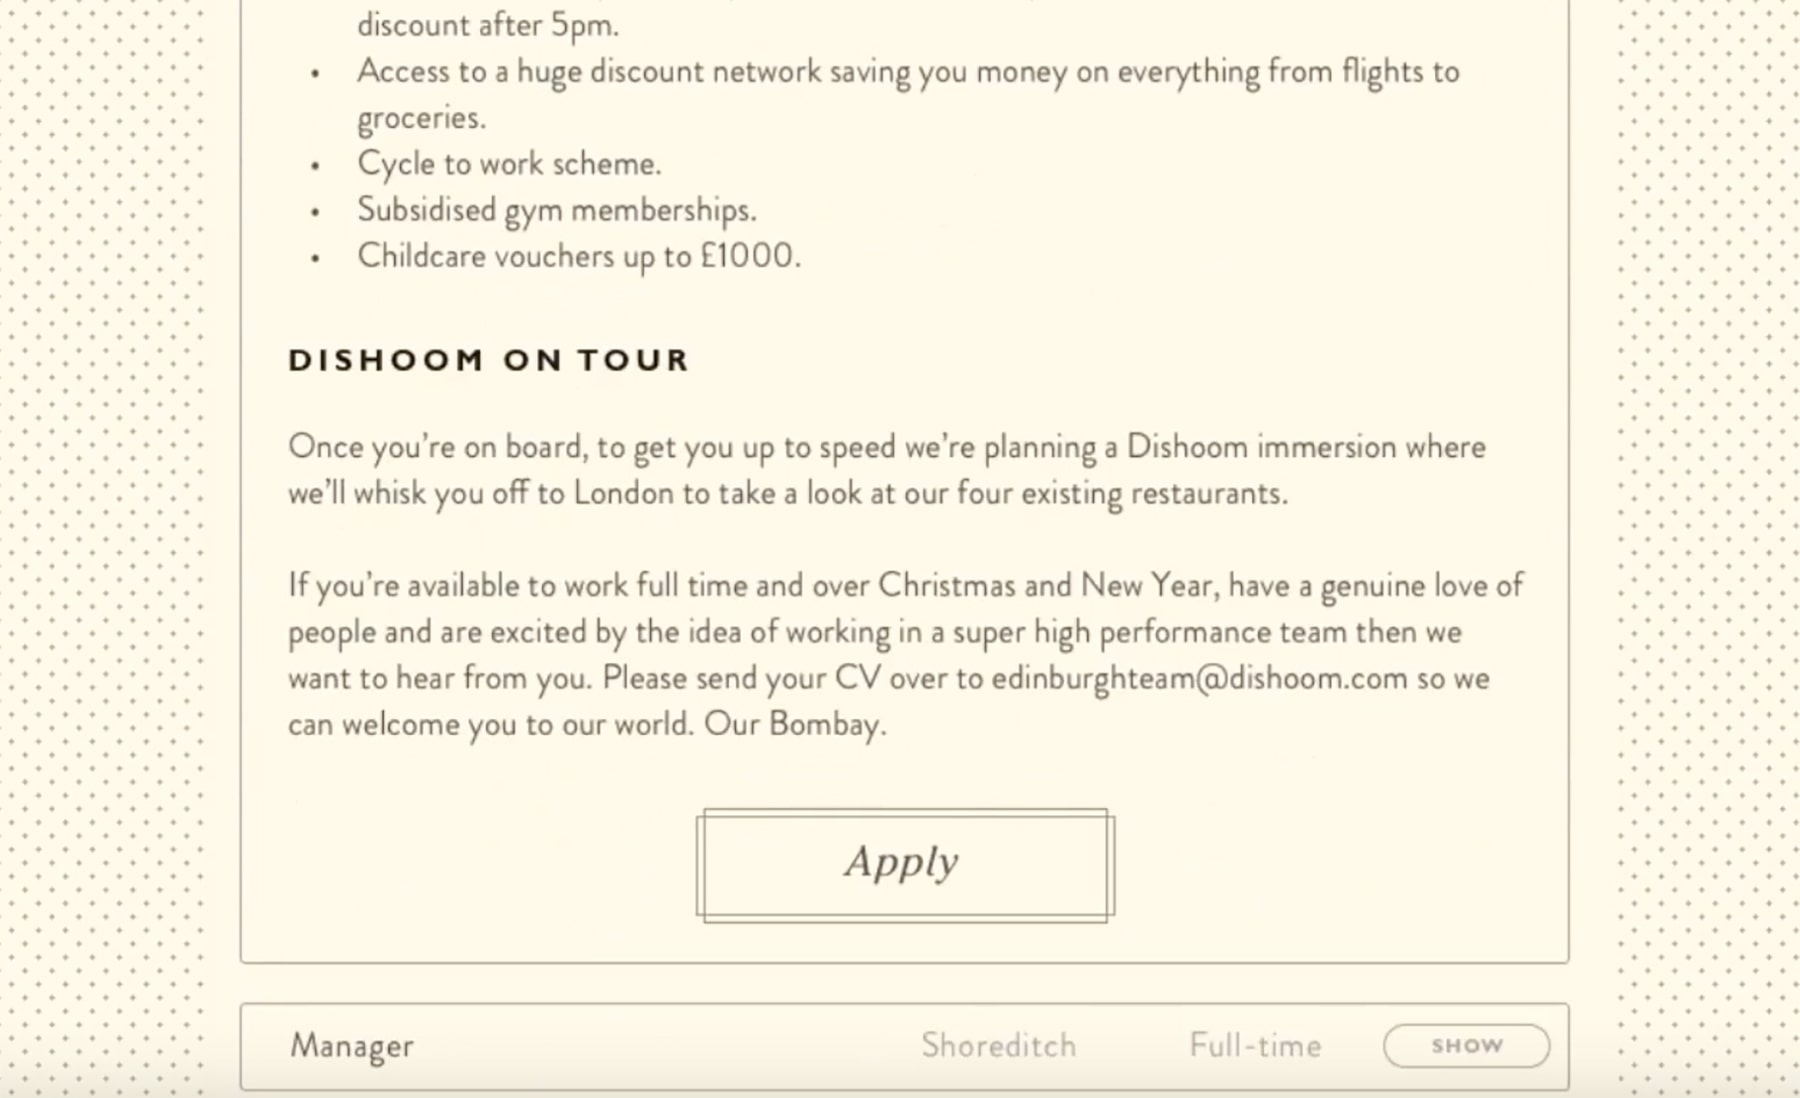 discount after 5pm.
• Access to a huge discount network saving you money on everything from flights to
groceries.
• Cycle to work scheme.
• Subsidised gym memberships.
• Childcare vouchers up to £1000.
DISHOOM ON TOUR
Once you're on board, to get you up to speed we're planning a Dishoom immersion where
we'll whisk you off to London to take a look at our four existing restaurants.
If you're available to work full time and over Christmas and New Year, have a genuine love of
people and are excited by the idea of working in a super high performance team then we
want to hear from you. Please send your CV over to edinburghteam@dishoom.com so we
can welcome you to our world. Our Bombay.
Apply
Manager Shoreditch Full-time SHOW